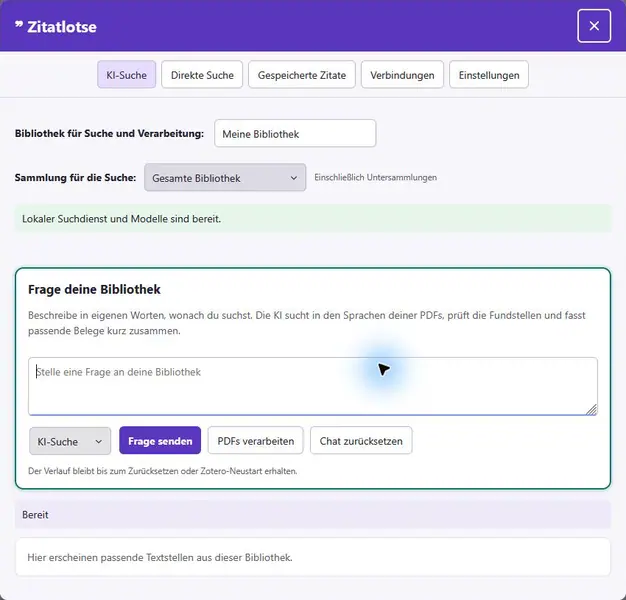 ❞ Zitatlotse
KI-Suche
Direkte Suche
Gespeicherte Zitate
Verbindungen
Einstellungen
Bibliothek für Suche und Verarbeitung:
Meine Bibliothek
Sammlung für die Suche:
Gesamte Bibliothek
Einschließlich Untersammlungen
Lokaler Suchdienst und Modelle sind bereit.
Frage deine Bibliothek
Beschreibe in eigenen Worten, wonach du suchst. Die KI sucht in den Sprachen deiner PDFs, prüft die Fundstellen und fasst
passende Belege kurz zusammen.
Stelle eine Frage an deine Bibliothek
KI-Suche
Frage senden
PDFs verarbeiten
Chat zurücksetzen
Der Verlauf bleibt bis zum Zurücksetzen oder Zotero-Neustart erhalten.
Bereit
Hier erscheinen passende Textstellen aus dieser Bibliothek.